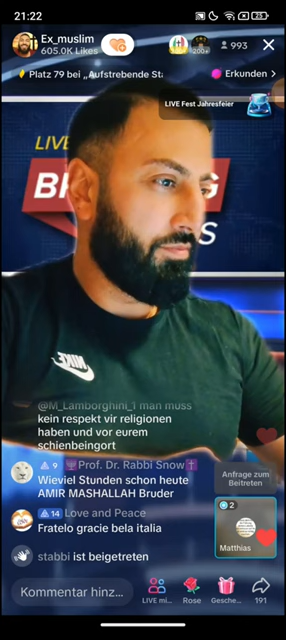 21:22
25
Ex_muslim
605.0K Likes
200+
993
Platz 79 bei „Aufstrebende St
Erkunden >
LIVE Fest Jahresfeier
LIVE
BR
G
S
NIKE
@M_Lamborghini_1 man muss
kein respekt vir religionen
haben und vor eurem
schienbeingort
9 Prof. Dr. Rabbi Snow
Wieviel Stunden schon heute
AMIR MASHALLAH Bruder
14 Love and Peace
Fratelo gracie bela italia
stabbi ist beigetreten
Anfrage zum
Beitreten
2
Matthias
Kommentar hinz...
LIVE mi...
Rose
Gesche...
191